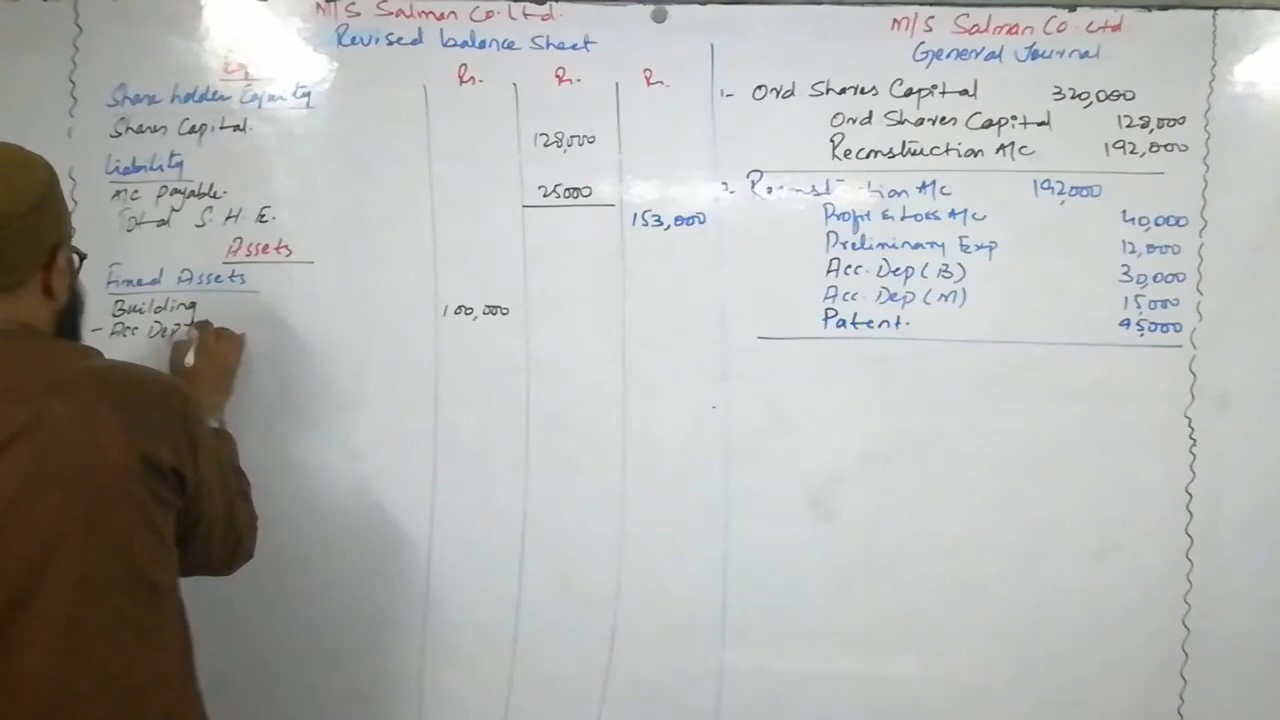 M/S Salman Co. Ltd.
Revised balance Sheet
Rs. Rs. Rs.
Share holder Equity
Shares Capital. 128,000
Liability
A/C Payable. 25000
Total S. H. E. 153,000
Assets
Fixed Assets
Building 100,000
- Acc Dep
M/S Salman Co. Ltd
General Journal
1- Ord Shares Capital 320,000
Ord Shares Capital 128,000
Reconstruction A/C 192,000
2- A/C 192,000
Profit & Loss A/C 40,000
Preliminary Exp 12,000
Acc. Dep (B) 30,000
Acc. Dep (M) 15,000
Patent. 95,000